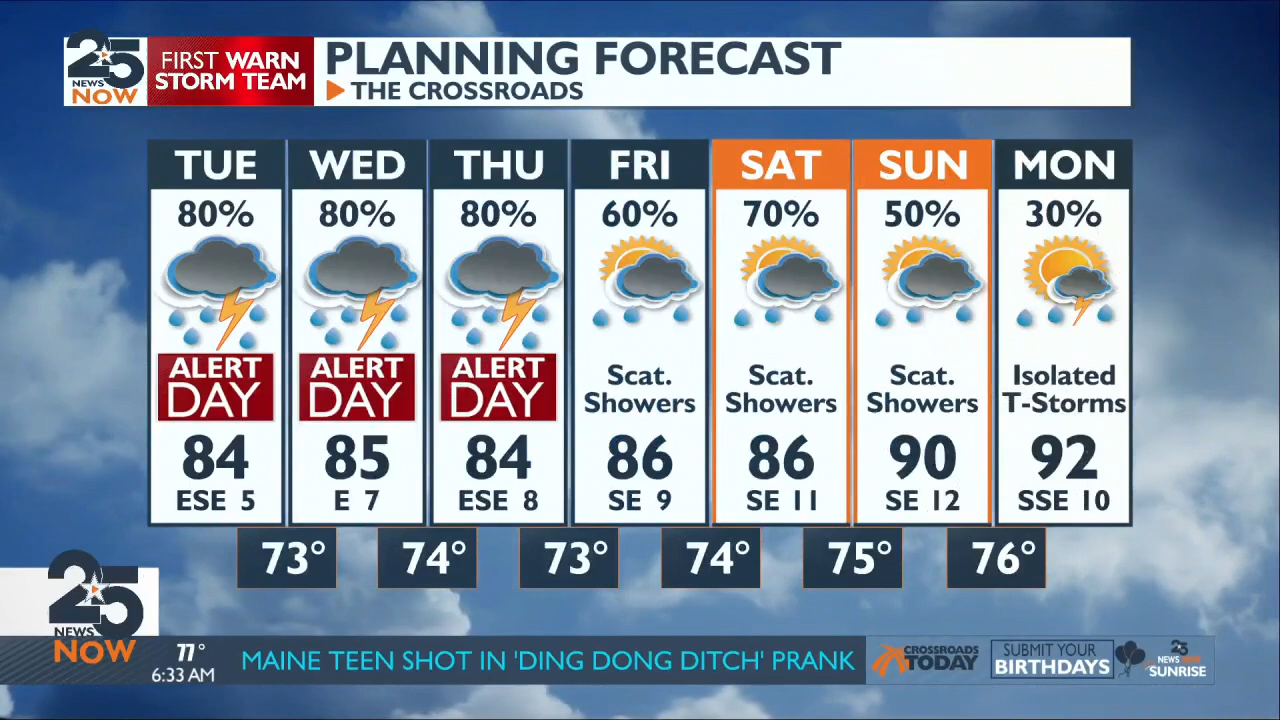 25
NEWS
NOW
FIRST WARN
STORM TEAM
PLANNING FORECAST
THE CROSSROADS
TUE WED THU FRI SAT SUN MON
80% 80% 80% 60% 70% 50% 30%
ALERT DAY ALERT DAY ALERT DAY Scat. Showers Scat. Showers Scat. Showers Isolated T-Storms
84 85 84 86 86 90 92
ESE 5 E 7 ESE 8 SE 9 SE 11 SE 12 SSE 10
73° 74° 73° 74° 75° 76°
25
NEWS
NOW
77°
6:33 AM
MAINE TEEN SHOT IN 'DING DONG DITCH' PRANK
CROSSROADS
TODAY
SUBMIT YOUR
BIRTHDAYS
25
NEWS NOW
SUNRISE